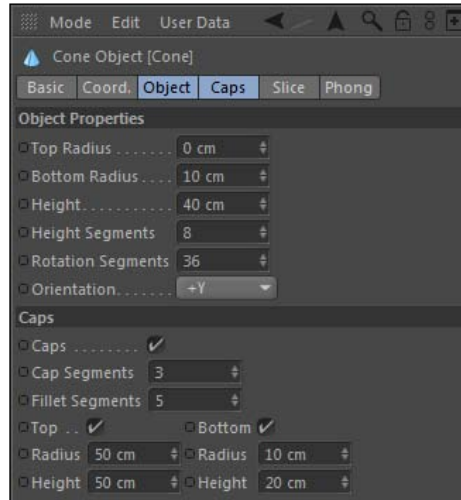 Mode Edit User Data
Cone Object [Cone]
Basic Coord. Object Caps Slice Phong
Object Properties
Top Radius . . . . . . . 0 cm
Bottom Radius . . . . 10 cm
Height. . . . . . . . . . . 40 cm
Height Segments 8
Rotation Segments 36
Orientation. . . . . . . +Y
Caps
Caps . . . . . . . .
Cap Segments 3
Fillet Segments 5
Top . . Bottom
Radius 50 cm Radius 10 cm
Height 50 cm Height 20 cm